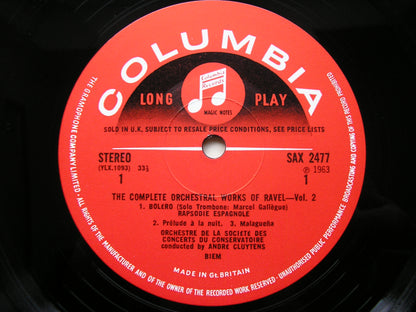 COLUMBIA
Columbia
Records
MAGIC NOTES
LONG PLAY
SOLD IN U.K. SUBJECT TO RESALE PRICE CONDITIONS, SEE PRICE LISTS
STEREO
(YLX.1093) 33⅓
1
SAX 2477
℗ 1963
1
THE COMPLETE ORCHESTRAL WORKS OF RAVEL—Vol. 2
1. BOLERO (Solo Trombone: Marcel Galiègue)
RAPSODIE ESPAGNOLE
2. Prélude à la nuit. 3. Malagueña
ORCHESTRE DE LA SOCIETE DES
CONCERTS DU CONSERVATOIRE
conducted by ANDRE CLUYTENS
BIEM
MADE IN GT. BRITAIN
THE GRAMOPHONE COMPANY LIMITED · ALL RIGHTS OF THE MANUFACTURER AND OF THE OWNER OF THE RECORDED WORK RESERVED · UNAUTHORISED PUBLIC PERFORMANCE BROADCASTING AND COPYING OF THIS RECORD PROHIBITED